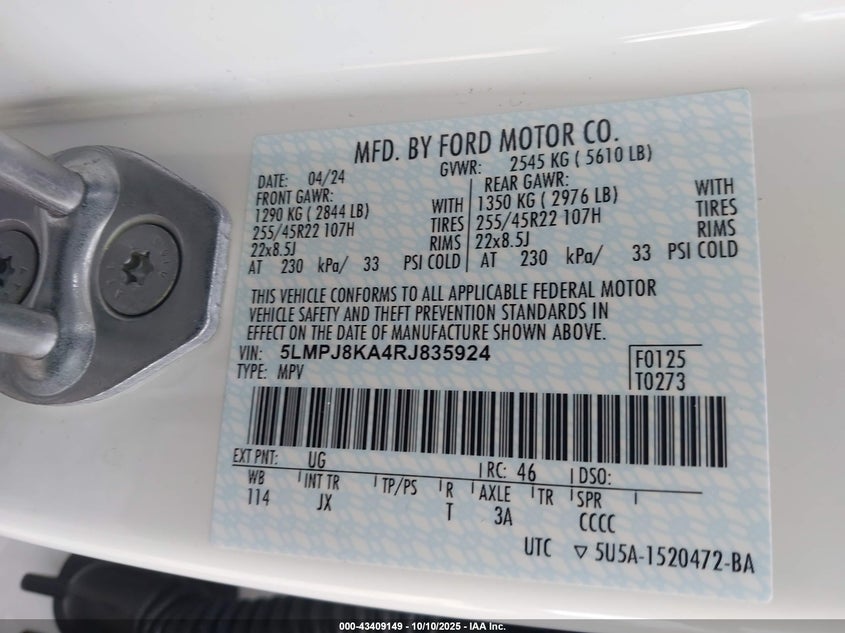 MFD. BY FORD MOTOR CO.
DATE: 04/24 GVWR: 2545 KG ( 5610 LB)
FRONT GAWR: REAR GAWR:
1290 KG ( 2844 LB) WITH 1350 KG ( 2976 LB) WITH
255/45R22 107H TIRES 255/45R22 107H TIRES
22x8.5J RIMS 22x8.5J RIMS
AT 230 kPa/ 33 PSI COLD AT 230 kPa/ 33 PSI COLD
THIS VEHICLE CONFORMS TO ALL APPLICABLE FEDERAL MOTOR
VEHICLE SAFETY AND THEFT PREVENTION STANDARDS IN
EFFECT ON THE DATE OF MANUFACTURE SHOWN ABOVE.
VIN: 5LMPJ8KA4RJ835924 F0125
TYPE: MPV T0273
EXT PNT: UG RC: 46 DSO:
WB INT TR TP/PS R AXLE TR SPR
114 JX T 3A CCCC
UTC ▽ 5U5A-1520472-BA
000-43409149 - 10/10/2025 - IAA Inc.